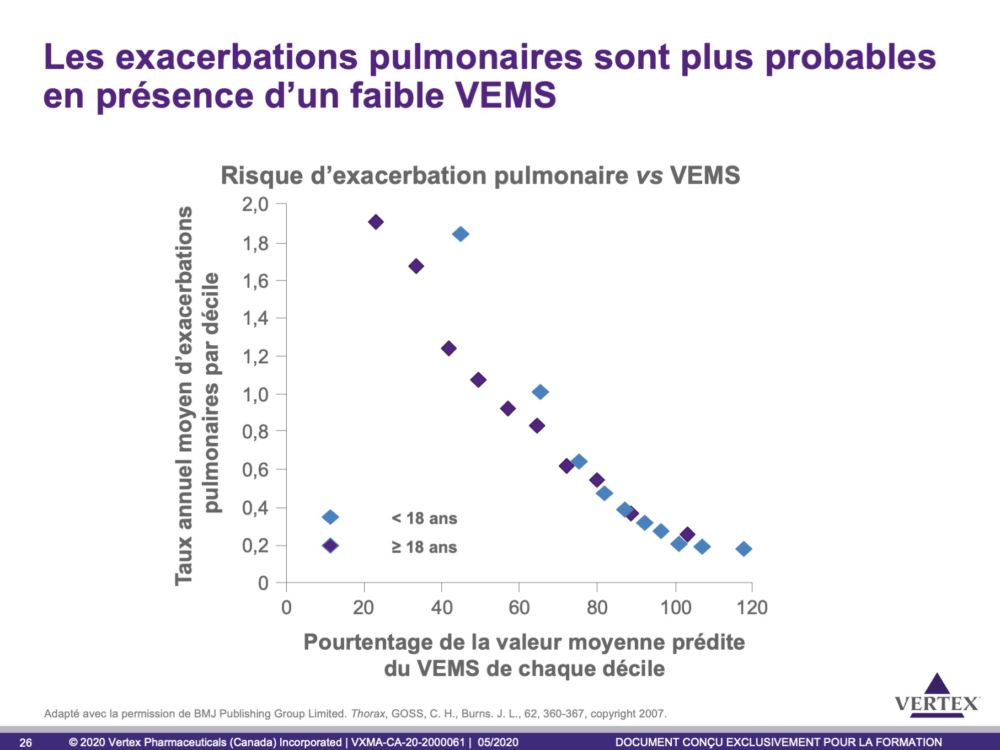 Les exacerbations pulmonaires sont plus probables
en présence d’un faible VEMS
Risque d’exacerbation pulmonaire vs VEMS
Taux annuel moyen d’exacerbations
pulmonaires par décile
2,0
1,8
1,6
1,4
1,2
1,0
0,8
0,6
0,4
0,2
0
< 18 ans
≥ 18 ans
0 20 40 60 80 100 120
Pourtentage de la valeur moyenne prédite
du VEMS de chaque décile
VERTEX
Adapté avec la permission de BMJ Publishing Group Limited. Thorax, GOSS, C. H., Burns. J. L., 62, 360-367, copyright 2007.
26 © 2020 Vertex Pharmaceuticals (Canada) Incorporated | VXMA-CA-20-2000061 | 05/2020 DOCUMENT CONÇU EXCLUSIVEMENT POUR LA FORMATION